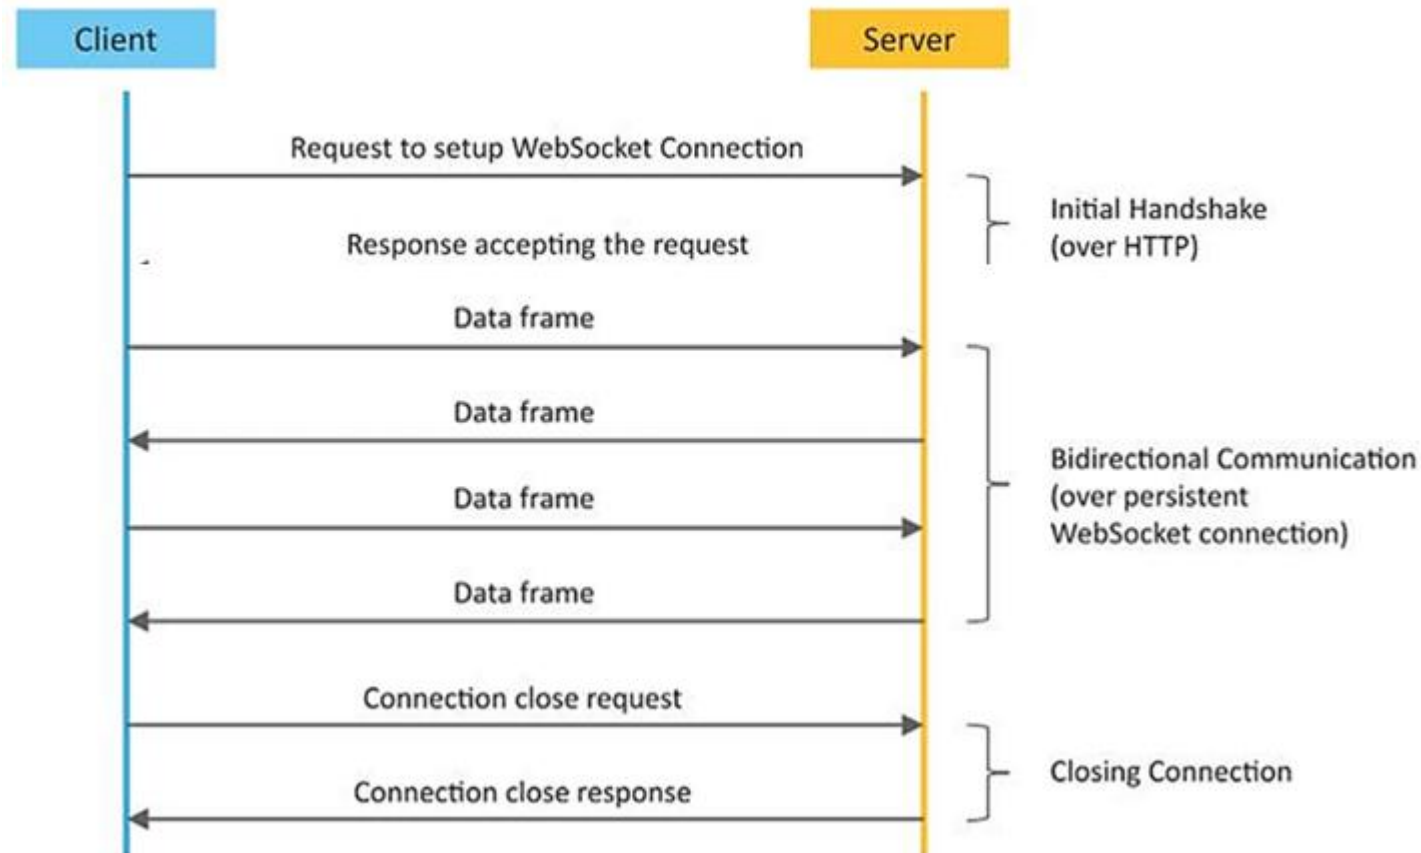 Client
Server
Request to setup WebSocket Connection
Initial Handshake
(over HTTP)
Response accepting the request
Data frame
Data frame
Bidirectional Communication
(over persistent
WebSocket connection)
Data frame
Data frame
Connection close request
Closing Connection
Connection close response